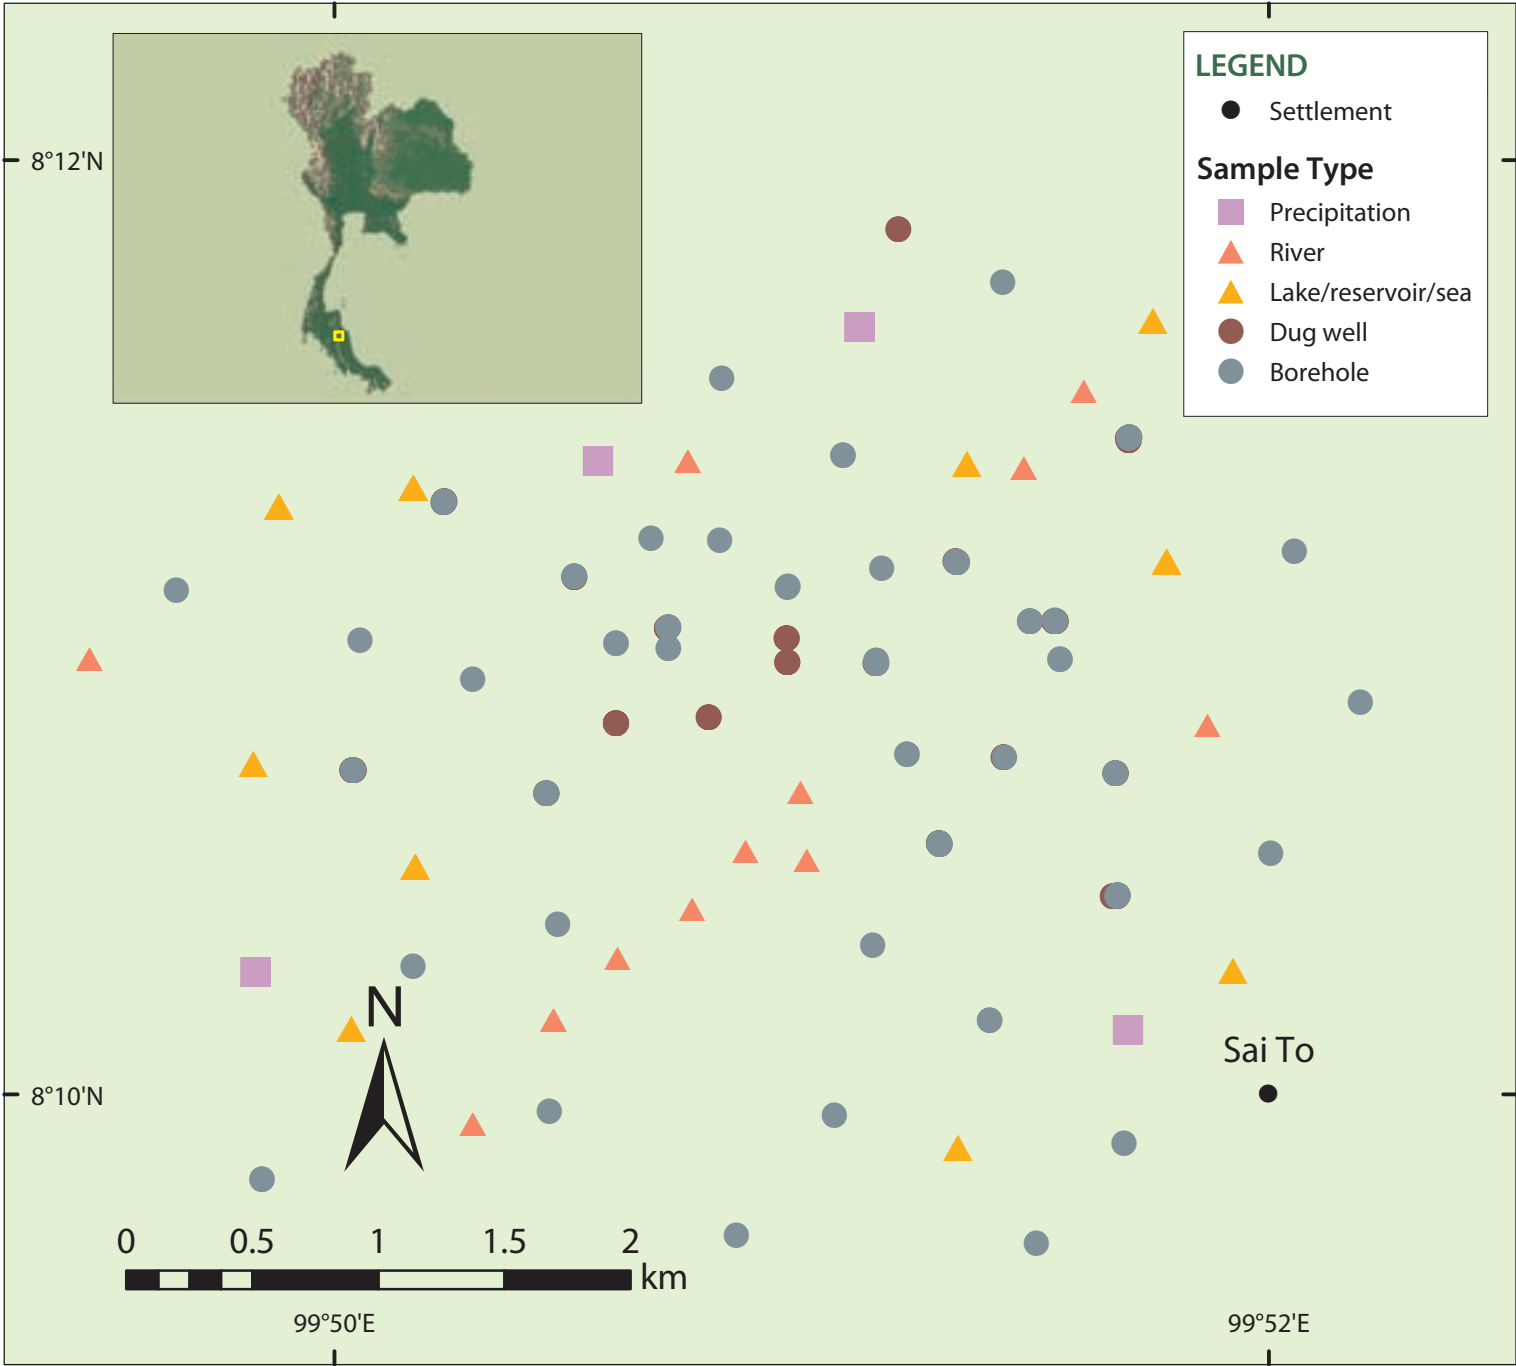 LEGEND
Settlement
Sample Type
Precipitation
River
Lake/reservoir/sea
Dug well
Borehole
8°12'N
8°10'N
N
Sai To
0 0.5 1 1.5 2
km
99°50'E 99°52'E